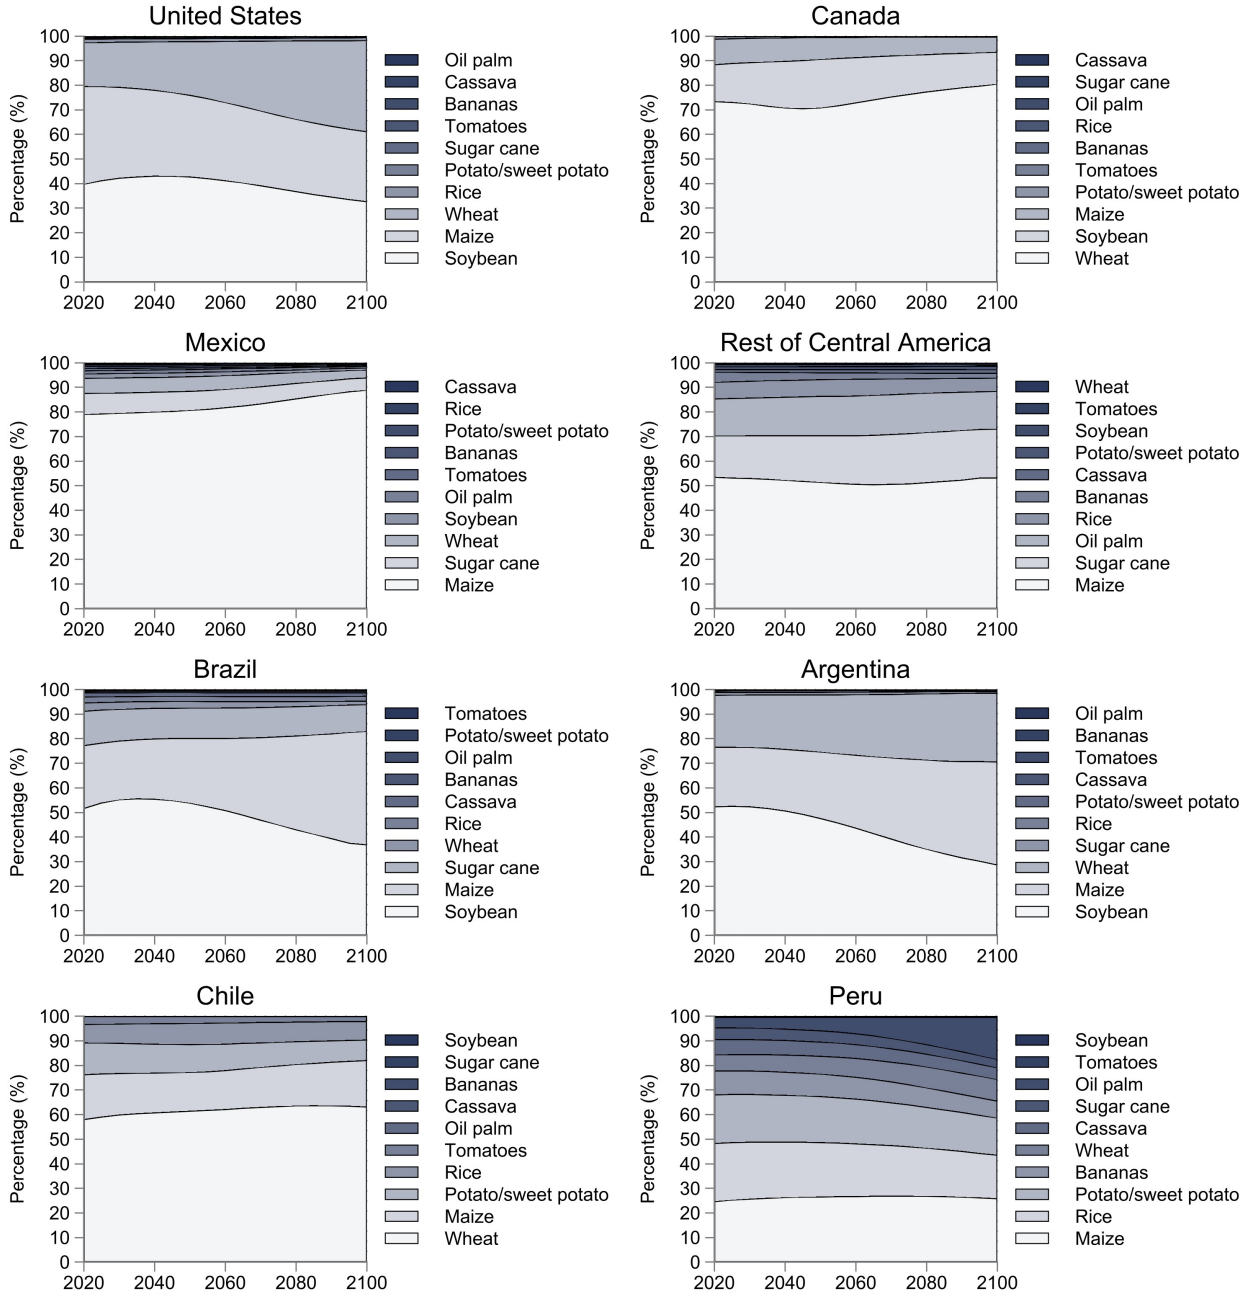 United States
Percentage (%)
100
90
80
70
60
50
40
30
20
10
0
2020 2040 2060 2080 2100
Oil palm
Cassava
Bananas
Tomatoes
Sugar cane
Potato/sweet potato
Rice
Wheat
Maize
Soybean
Canada
Percentage (%)
100
90
80
70
60
50
40
30
20
10
0
2020 2040 2060 2080 2100
Cassava
Sugar cane
Oil palm
Rice
Bananas
Tomatoes
Potato/sweet potato
Maize
Soybean
Wheat
Mexico
Percentage (%)
100
90
80
70
60
50
40
30
20
10
0
2020 2040 2060 2080 2100
Cassava
Rice
Potato/sweet potato
Bananas
Tomatoes
Oil palm
Soybean
Wheat
Sugar cane
Maize
Rest of Central America
Percentage (%)
100
90
80
70
60
50
40
30
20
10
0
2020 2040 2060 2080 2100
Wheat
Tomatoes
Soybean
Potato/sweet potato
Cassava
Bananas
Rice
Oil palm
Sugar cane
Maize
Brazil
Percentage (%)
100
90
80
70
60
50
40
30
20
10
0
2020 2040 2060 2080 2100
Tomatoes
Potato/sweet potato
Oil palm
Bananas
Cassava
Rice
Wheat
Sugar cane
Maize
Soybean
Argentina
Percentage (%)
100
90
80
70
60
50
40
30
20
10
0
2020 2040 2060 2080 2100
Oil palm
Bananas
Tomatoes
Cassava
Potato/sweet potato
Rice
Sugar cane
Wheat
Maize
Soybean
Chile
Percentage (%)
100
90
80
70
60
50
40
30
20
10
0
2020 2040 2060 2080 2100
Soybean
Sugar cane
Bananas
Cassava
Oil palm
Tomatoes
Rice
Potato/sweet potato
Maize
Wheat
Peru
Percentage (%)
100
90
80
70
60
50
40
30
20
10
0
2020 2040 2060 2080 2100
Soybean
Tomatoes
Oil palm
Sugar cane
Cassava
Wheat
Bananas
Potato/sweet potato
Rice
Maize